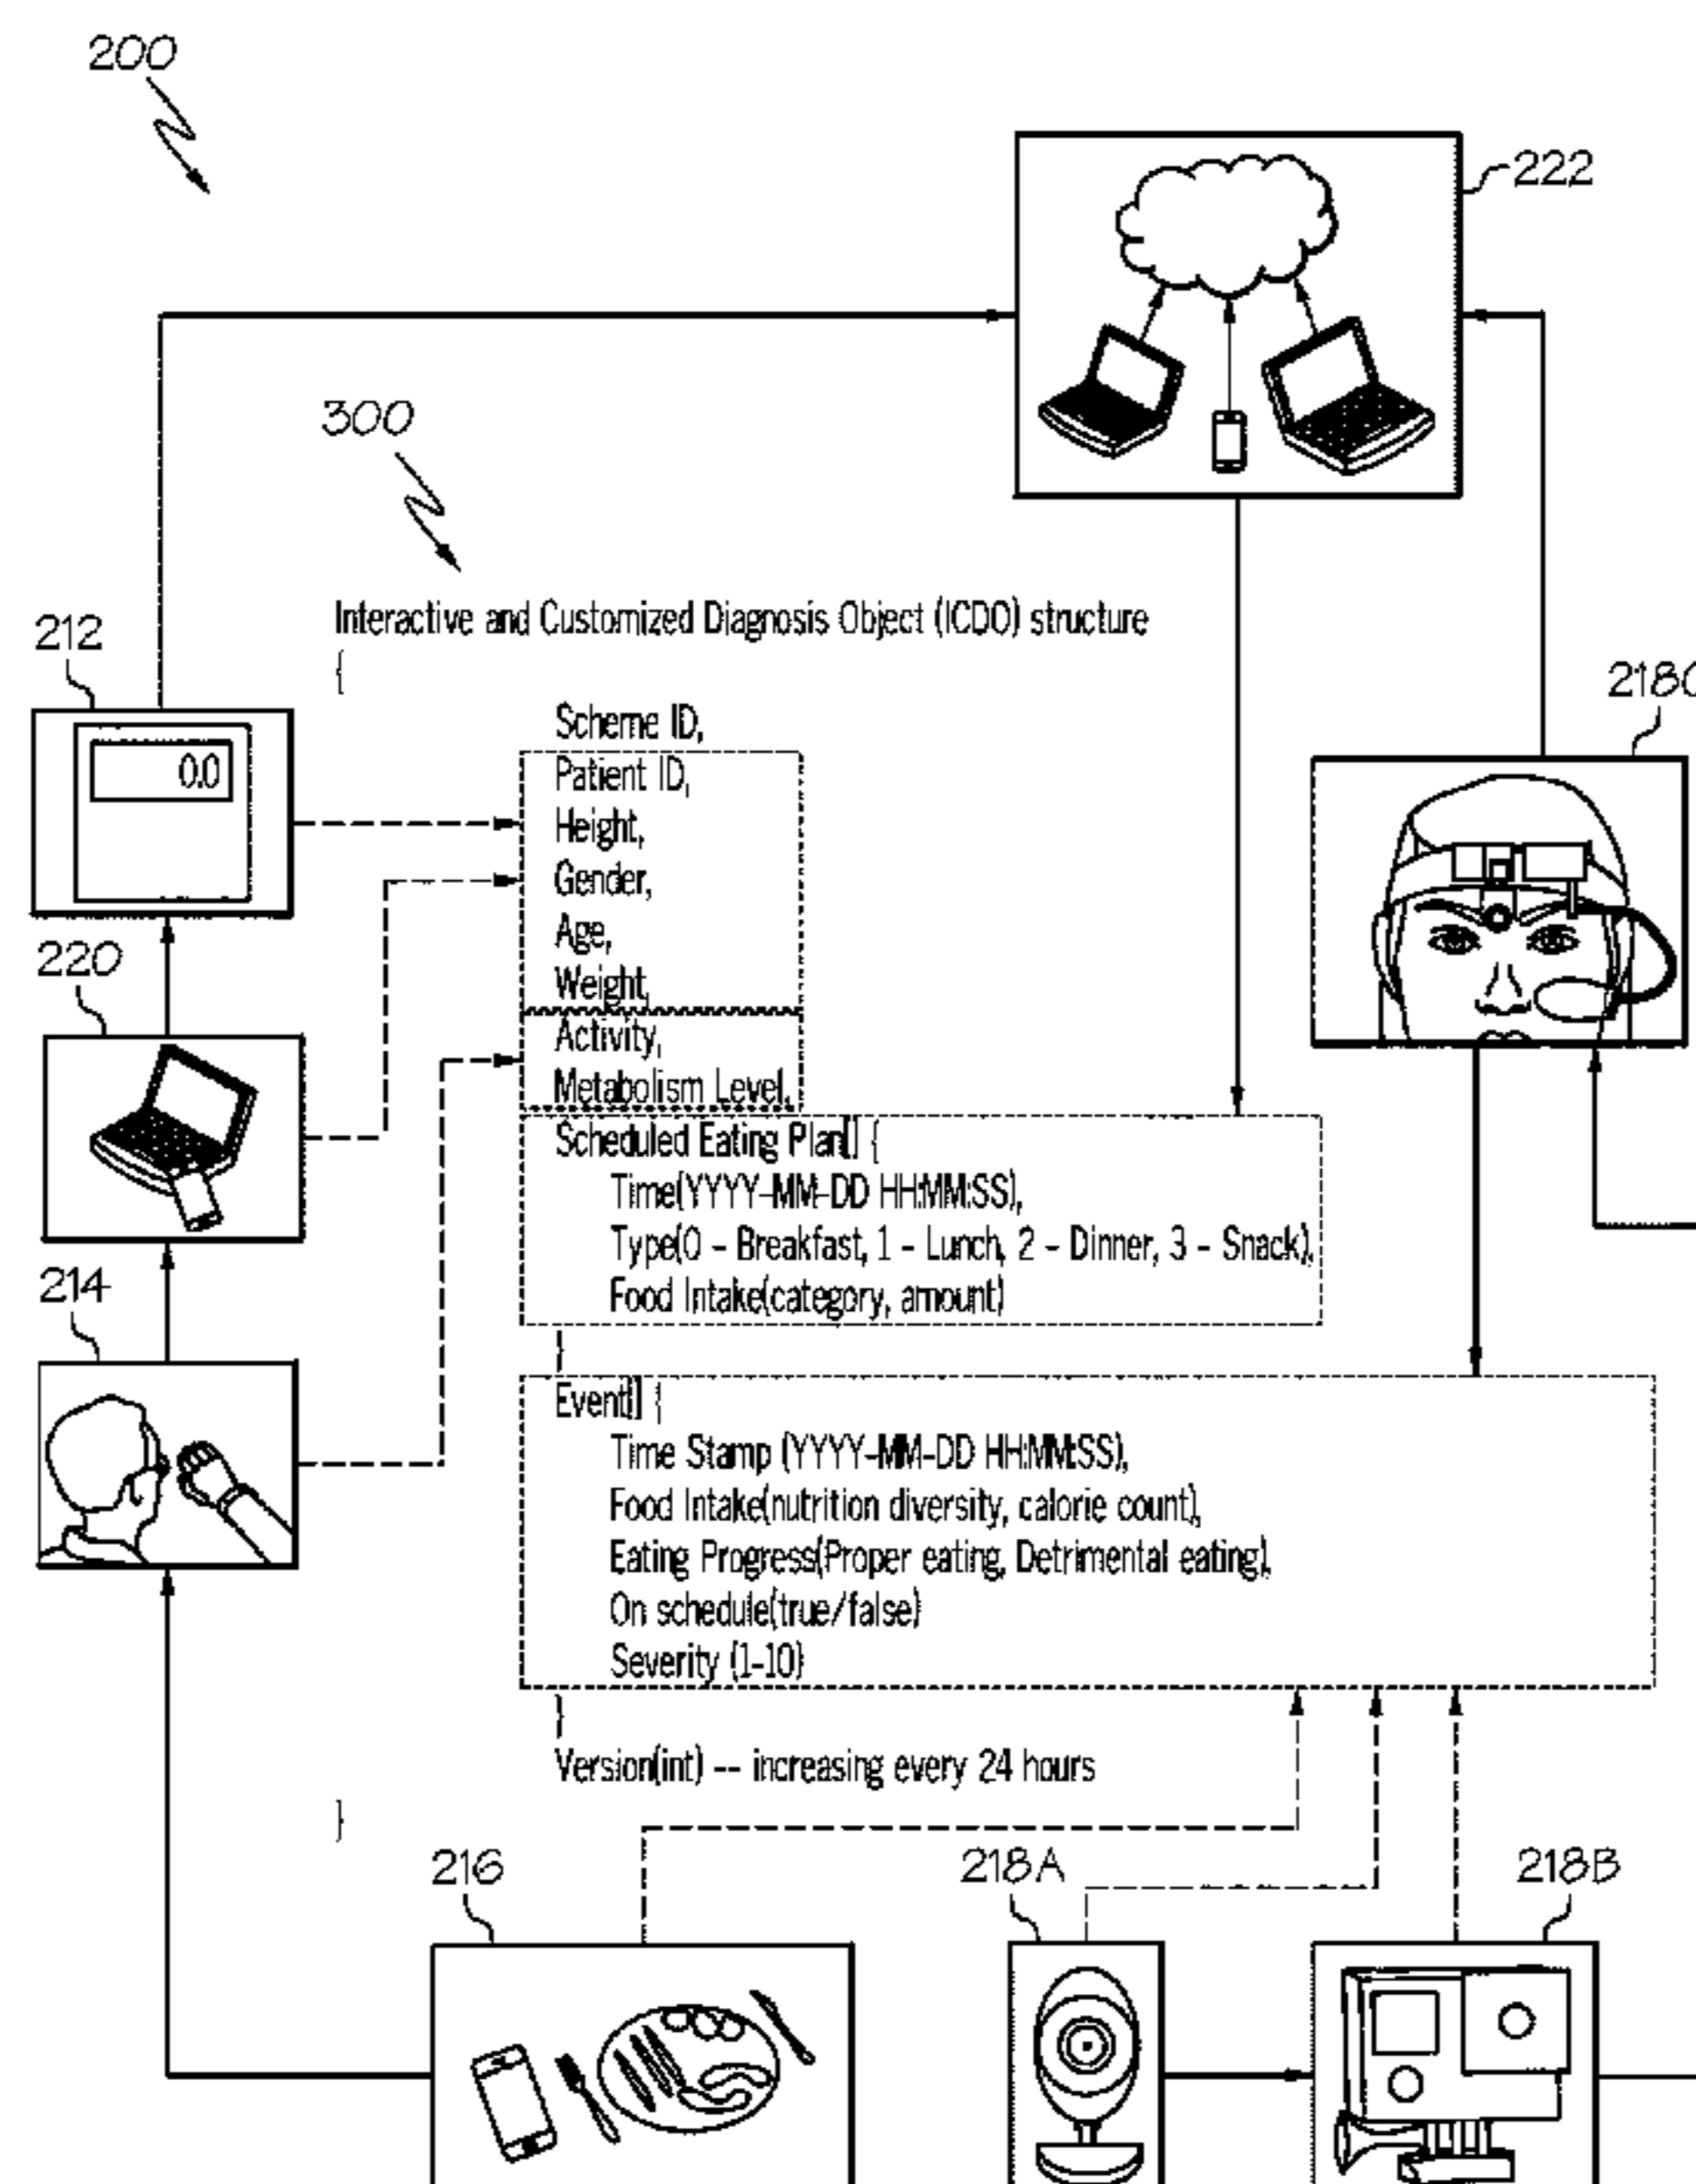 200
222
300
Interactive and Customized Diagnosis Object (ICDO) structure
{
212
218C
Scheme ID,
0.0
Patient ID,
Height,
Gender,
Age,
Weight,
220
Activity,
Metabolism Level,
Scheduled Eating Plan[] {
Time(YYYY-MM-DD HH:MM:SS),
Type(0 - Breakfast, 1 - Lunch, 2 - Dinner, 3 - Snack),
214
Food Intake(category, amount)
}
Event[] {
Time Stamp (YYYY-MM-DD HH:MM:SS),
Food Intake(nutrition diversity, calorie count),
Eating Progress(Proper eating, Detrimental eating),
On schedule(true/false)
Severity (1-10)
}
Version(int) -- increasing every 24 hours
}
216
218A
218B